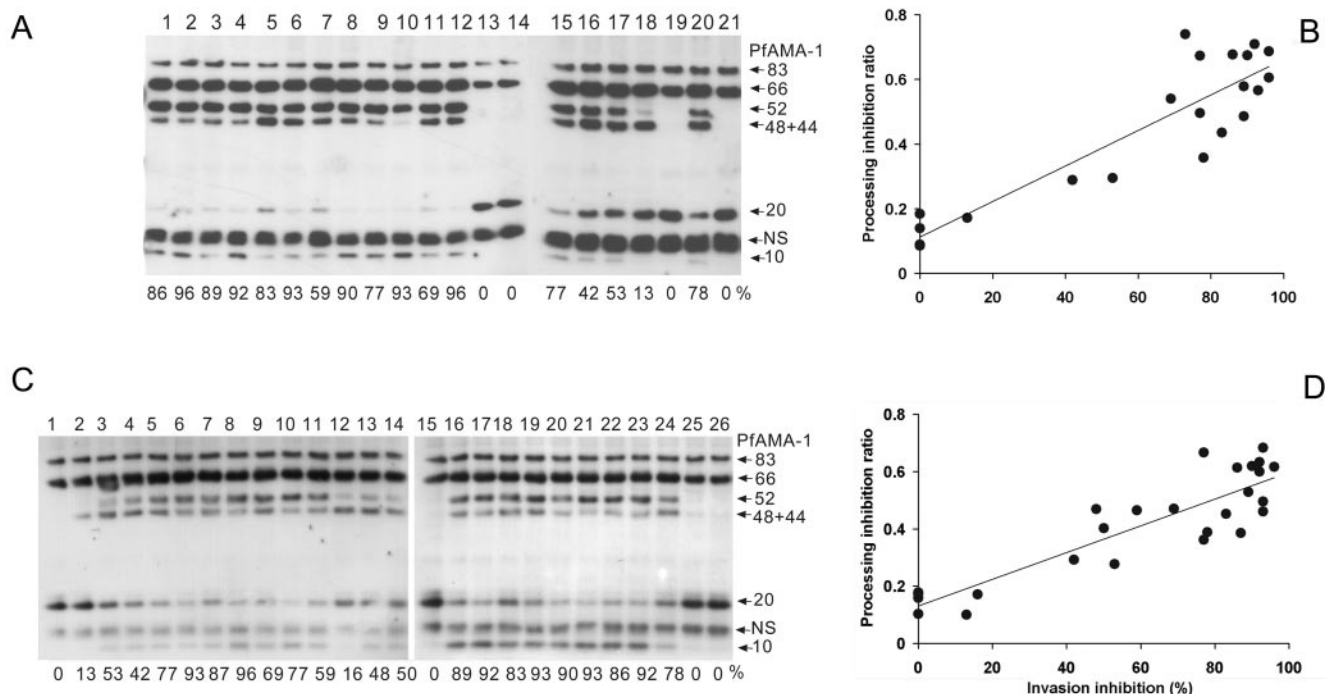 A
1 2 3 4 5 6 7 8 9 10 11 12 13 14 15 16 17 18 19 20 21
PfAMA-1
83
66
52
48+44
20
NS
10
86 96 89 92 83 93 59 90 77 93 69 96 0 0 77 42 53 13 0 78 0 %
B
Processing inhibition ratio
0.8
0.6
0.4
0.2
0
0 20 40 60 80 100
C
1 2 3 4 5 6 7 8 9 10 11 12 13 14 15 16 17 18 19 20 21 22 23 24 25 26
PfAMA-1
83
66
52
48+44
20
NS
10
0 13 53 42 77 93 87 96 69 77 59 16 48 50 0 89 92 83 93 90 93 86 92 78 0 0 %
D
Processing inhibition ratio
0.8
0.6
0.4
0.2
0
0 20 40 60 80 100
Invasion inhibition (%)